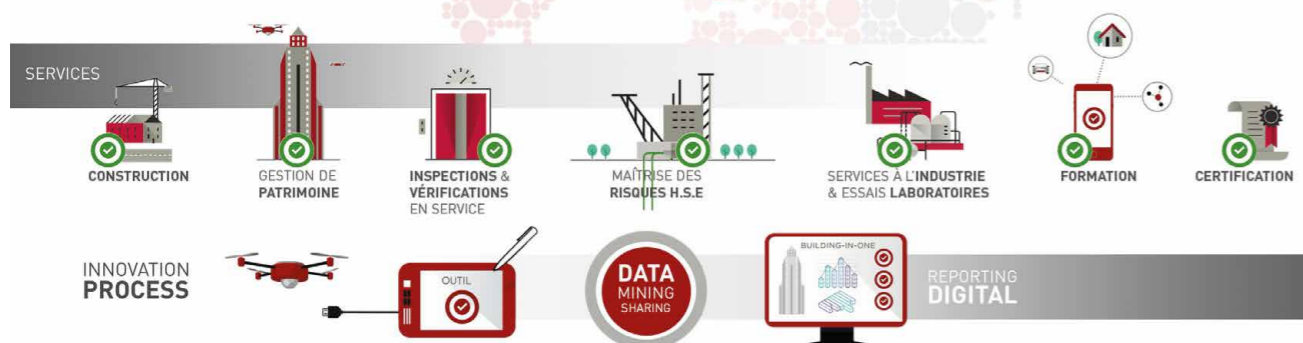 SERVICES
CONSTRUCTION
GESTION DE
PATRIMOINE
INSPECTIONS &
VÉRIFICATIONS
EN SERVICE
MAÎTRISE DES
RISQUES H.S.E
SERVICES À L'INDUSTRIE
& ESSAIS LABORATOIRES
FORMATION
CERTIFICATION
INNOVATION
PROCESS
OUTIL
DATA
MINING
SHARING
BUILDING-IN-ONE
REPORTING
DIGITAL